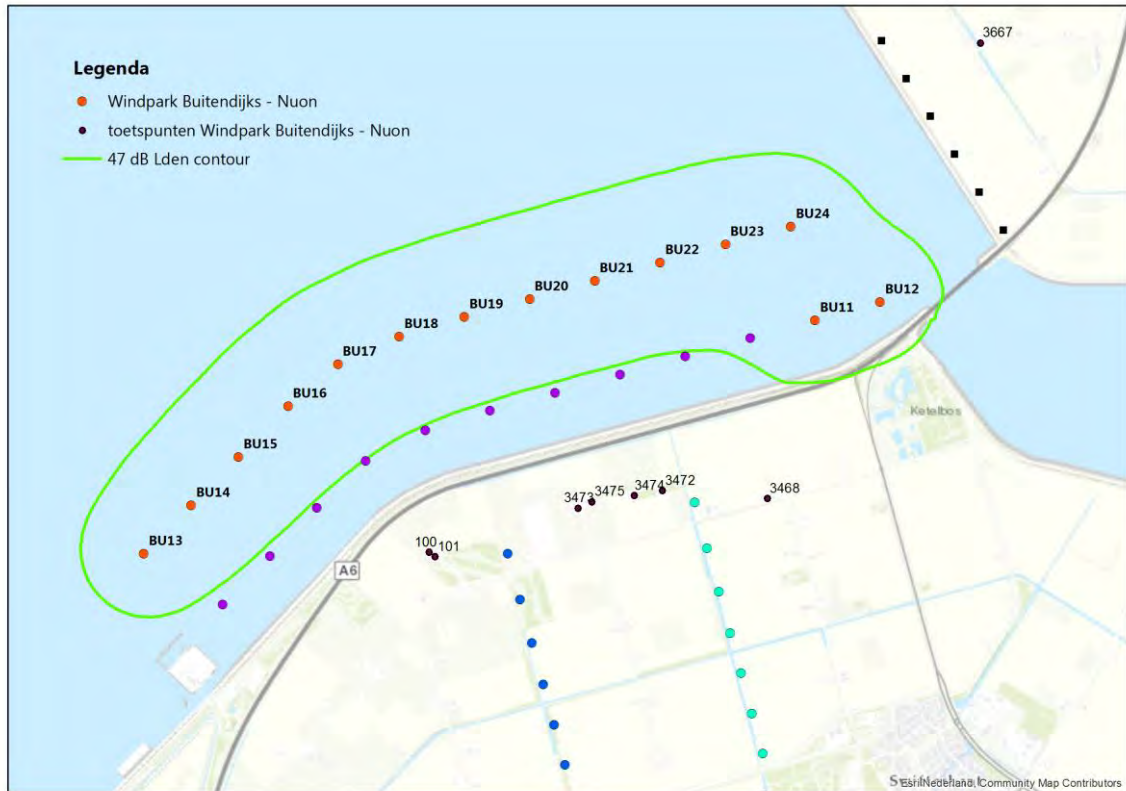 Legenda
Windpark Buitendijks - Nuon
toetspunten Windpark Buitendijks - Nuon
47 dB Lden contour
3667
BU24
BU23
BU22
BU21
BU20
BU19
BU18
BU17
BU16
BU15
BU14
BU13
BU12
BU11
Ketelbos
3472
3474
3475
3473
3468
100
101
A6
Esri Nederland, Community Map Contributors